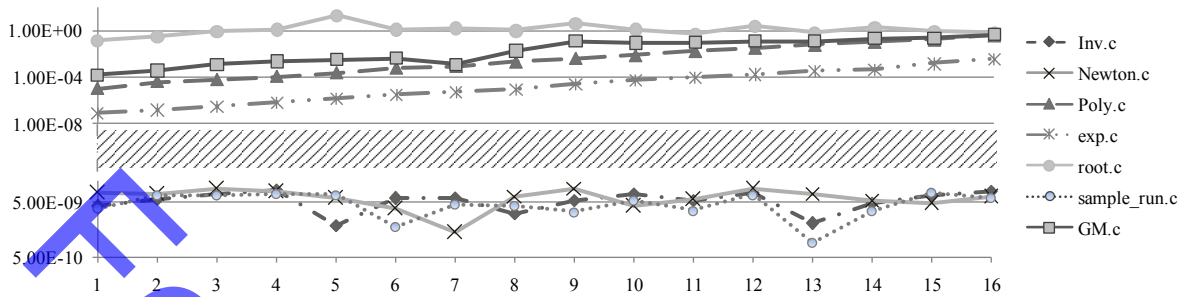 1.00E+00
1.00E-04
1.00E-08
5.00E-09
5.00E-10
1 2 3 4 5 6 7 8 9 10 11 12 13 14 15 16
Inv.c
Newton.c
Poly.c
exp.c
root.c
sample_run.c
GM.c